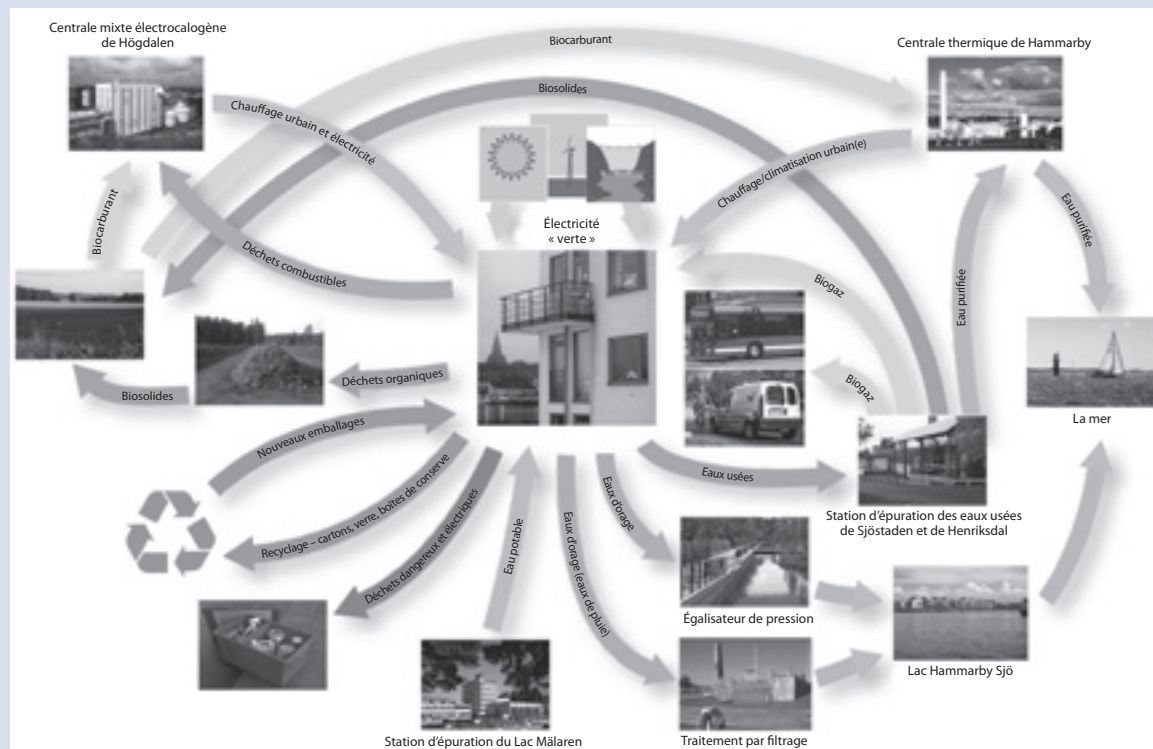 Centrale mixte électrocalogène
de Högdalen
Biocarburant
Centrale thermique de Hammarby
Biosolides
Chauffage urbain et électricité
Chauffage/climatisation urbain(e)
Biocarburant
Électricité
« verte »
Eau purifiée
Déchets combustibles
Biogaz
Eau purifiée
Déchets organiques
Biogaz
Biosolides
La mer
Nouveaux emballages
Eaux usées
Recyclage – cartons, verre, boîtes de conserve
Déchets dangereux et électriques
Eau potable
Eaux d'orage (eaux de pluie)
Eaux d'orage
Station d'épuration des eaux usées
de Sjöstaden et de Henriksdal
Égalisateur de pression
Lac Hammarby Sjö
Station d'épuration du Lac Mälaren
Traitement par filtrage